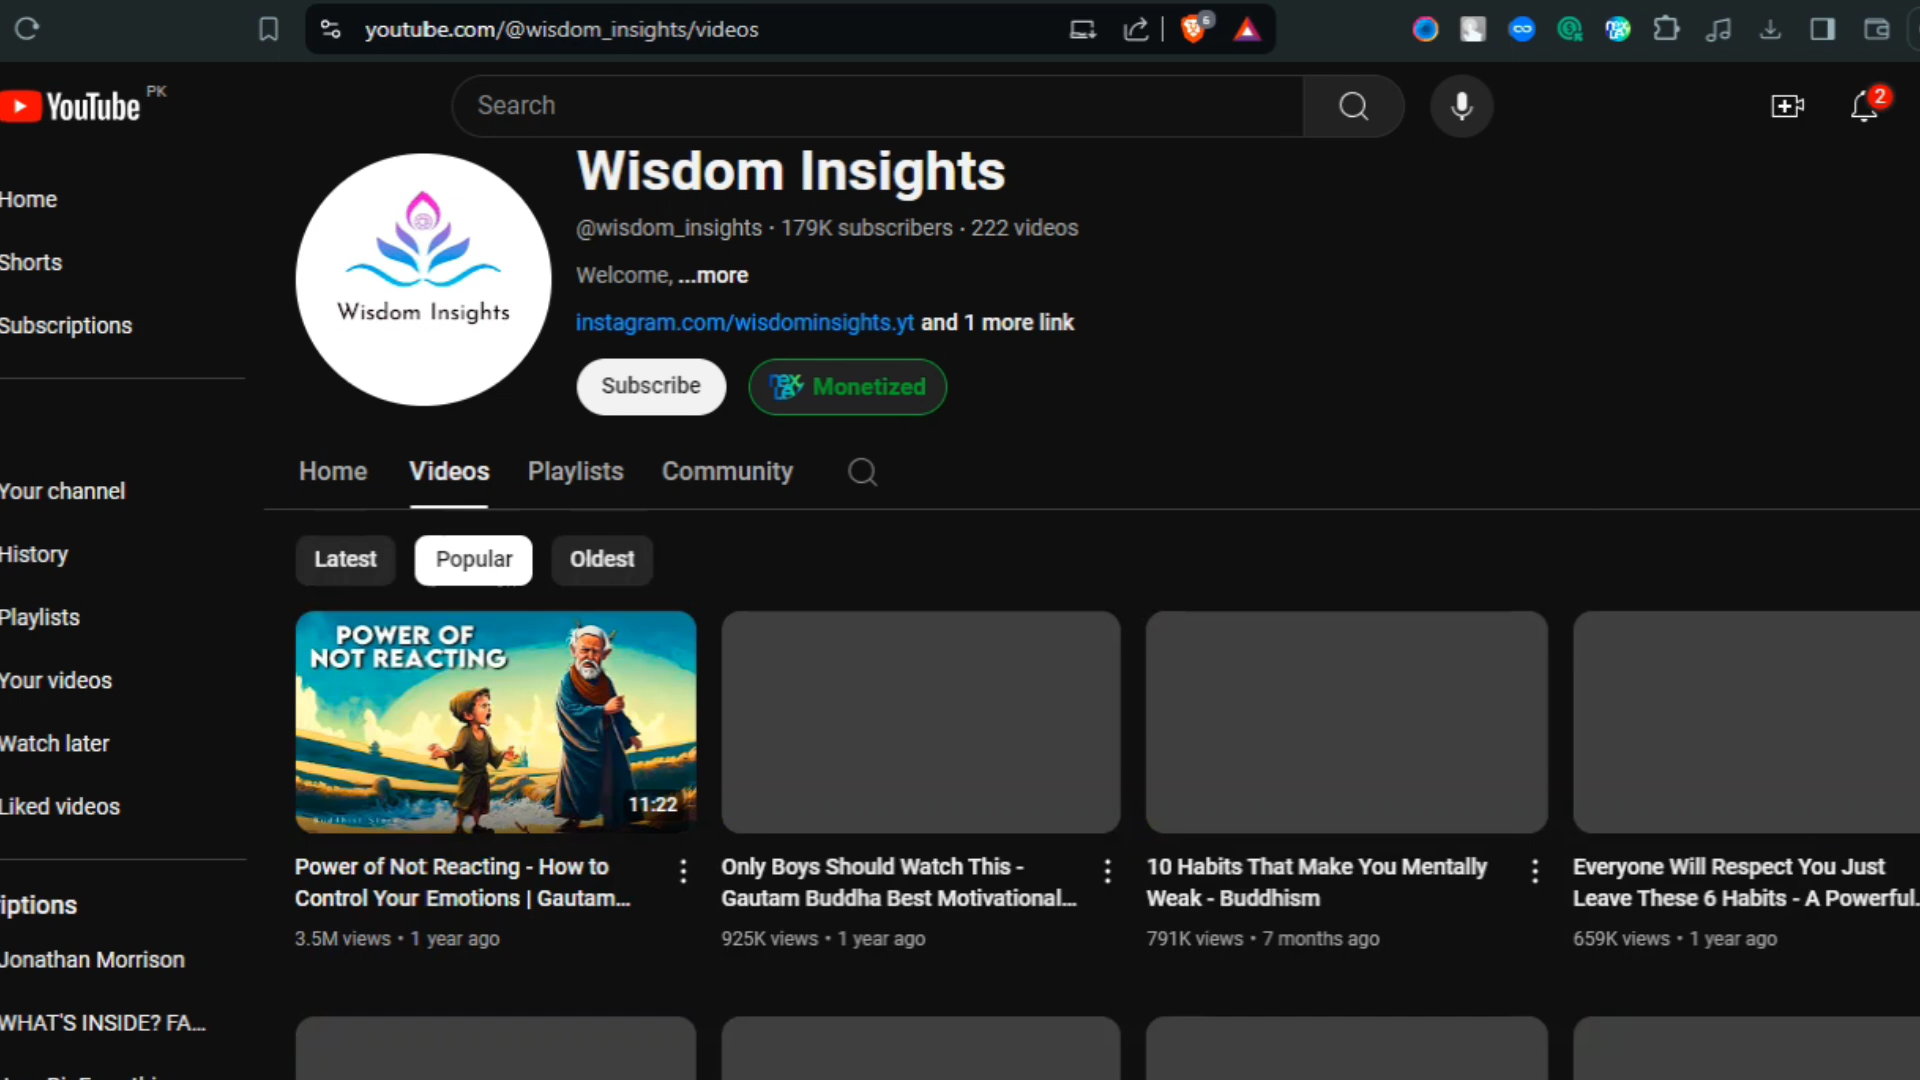 youtube.com/@wisdom_insights/videos
6
YouTube PK
Search
2
Home
Shorts
Subscriptions
Your channel
History
Playlists
Your videos
Watch later
Liked videos
iptions
Jonathan Morrison
WHAT'S INSIDE? FA...
Wisdom Insights
Wisdom Insights
@wisdom_insights · 179K subscribers · 222 videos
Welcome, ...more
instagram.com/wisdominsights.yt and 1 more link
Subscribe
Monetized
Home Videos Playlists Community
Latest Popular Oldest
POWER OF
NOT REACTING
11:22
Power of Not Reacting - How to
Control Your Emotions | Gautam...
3.5M views • 1 year ago
Only Boys Should Watch This -
Gautam Buddha Best Motivational...
925K views • 1 year ago
10 Habits That Make You Mentally
Weak - Buddhism
791K views • 7 months ago
Everyone Will Respect You Just
Leave These 6 Habits - A Powerful.
659K views • 1 year ago